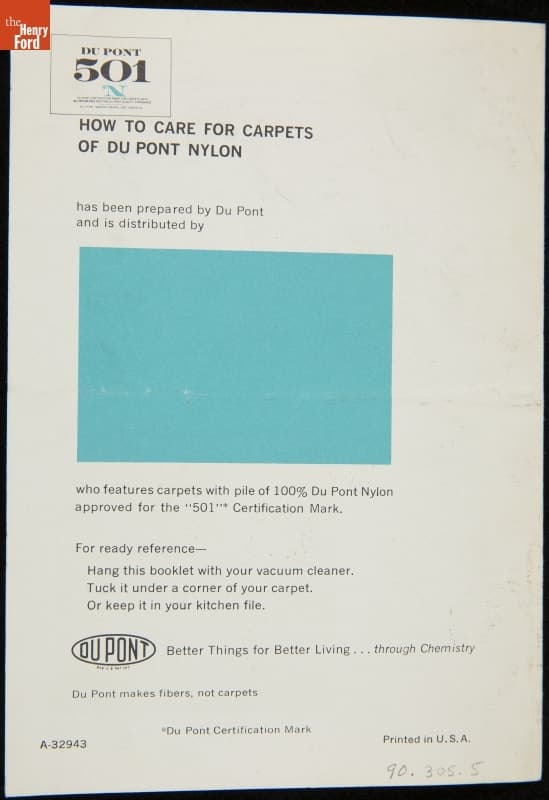 the
Henry
Ford
DU PONT
501
N
HOW TO CARE FOR CARPETS
OF DU PONT NYLON
has been prepared by Du Pont
and is distributed by
who features carpets with pile of 100% Du Pont Nylon
approved for the "501"* Certification Mark.
For ready reference—
Hang this booklet with your vacuum cleaner.
Tuck it under a corner of your carpet.
Or keep it in your kitchen file.
DU PONT Better Things for Better Living . . . through Chemistry
REG. U.S. PAT. OFF.
Du Pont makes fibers, not carpets
*Du Pont Certification Mark
A-32943 Printed in U.S.A.
90.305.5